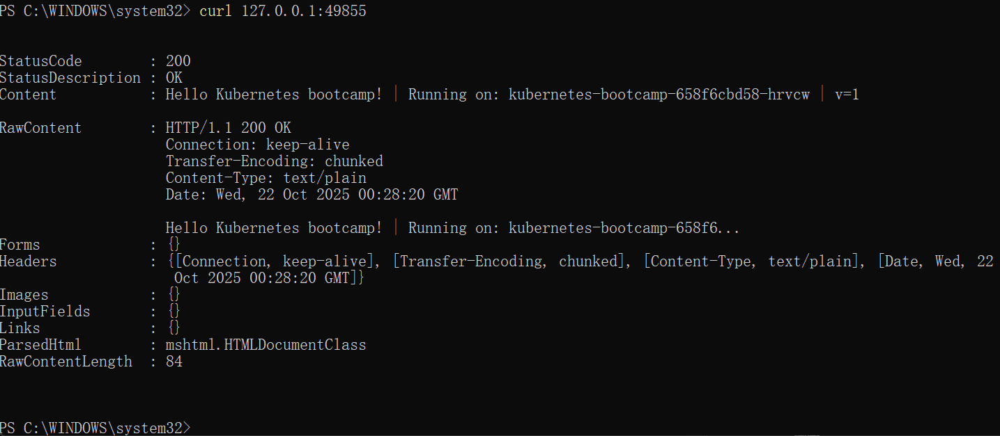 PS C:\WINDOWS\system32> curl 127.0.0.1:49855
StatusCode : 200
StatusDescription : OK
Content : Hello Kubernetes bootcamp! | Running on: kubernetes-bootcamp-658f6cbd58-hrvcw | v=1
RawContent : HTTP/1.1 200 OK
Connection: keep-alive
Transfer-Encoding: chunked
Content-Type: text/plain
Date: Wed, 22 Oct 2025 00:28:20 GMT
Hello Kubernetes bootcamp! | Running on: kubernetes-bootcamp-658f6...
Forms : {}
Headers : {[Connection, keep-alive], [Transfer-Encoding, chunked], [Content-Type, text/plain], [Date, Wed, 22
Oct 2025 00:28:20 GMT]}
Images : {}
InputFields : {}
Links : {}
ParsedHtml : mshtml.HTMLDocumentClass
RawContentLength : 84
PS C:\WINDOWS\system32>